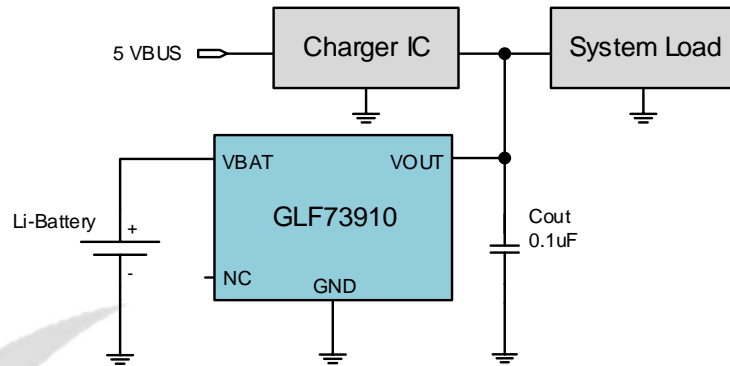 Charger IC
System Load
5 VBUS
VBAT
VOUT
GLF73910
Li-Battery
+
-
Cout
0.1uF
NC
GND